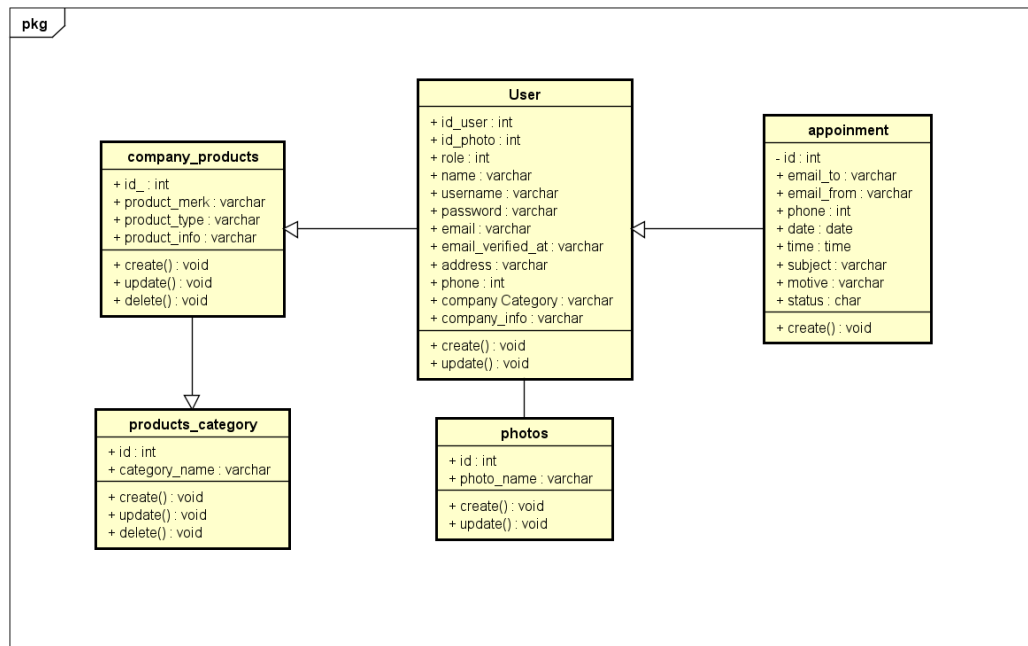 pkg
User
+ id_user : int
+ id_photo : int
+ role : int
+ name : varchar
+ username : varchar
+ password : varchar
+ email : varchar
+ email_verified_at : varchar
+ address : varchar
+ phone : int
+ company Category : varchar
+ company_info : varchar
+ create() : void
+ update() : void
appoinment
- id : int
+ email_to : varchar
+ email_from : varchar
+ phone : int
+ date : date
+ time : time
+ subject : varchar
+ motive : varchar
+ status : char
+ create() : void
company_products
+ id_ : int
+ product_merk : varchar
+ product_type : varchar
+ product_info : varchar
+ create() : void
+ update() : void
+ delete() : void
products_category
+ id : int
+ category_name : varchar
+ create() : void
+ update() : void
+ delete() : void
photos
+ id : int
+ photo_name : varchar
+ create() : void
+ update() : void